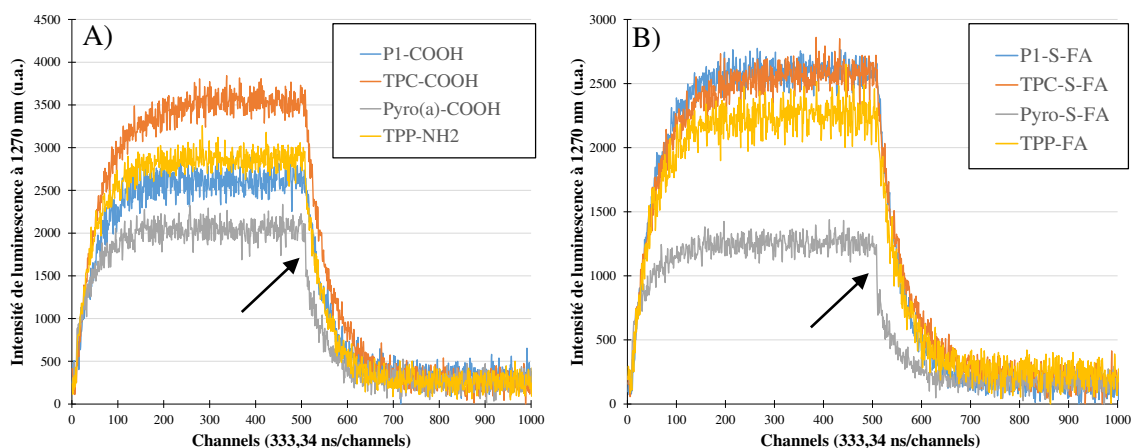 A)
Intensité de luminescence à 1270 nm (u.a.)
4500
4000
3500
3000
2500
2000
1500
1000
500
0
0 100 200 300 400 500 600 700 800 900 1000
Channels (333,34 ns/channels)
P1-COOH
TPC-COOH
Pyro(a)-COOH
TPP-NH2
B)
Intensité de luminescence à 1270 nm (u.a.)
3000
2500
2000
1500
1000
500
0
0 100 200 300 400 500 600 700 800 900 1000
Channels (333,34 ns/channels)
P1-S-FA
TPC-S-FA
Pyro-S-FA
TPP-FA